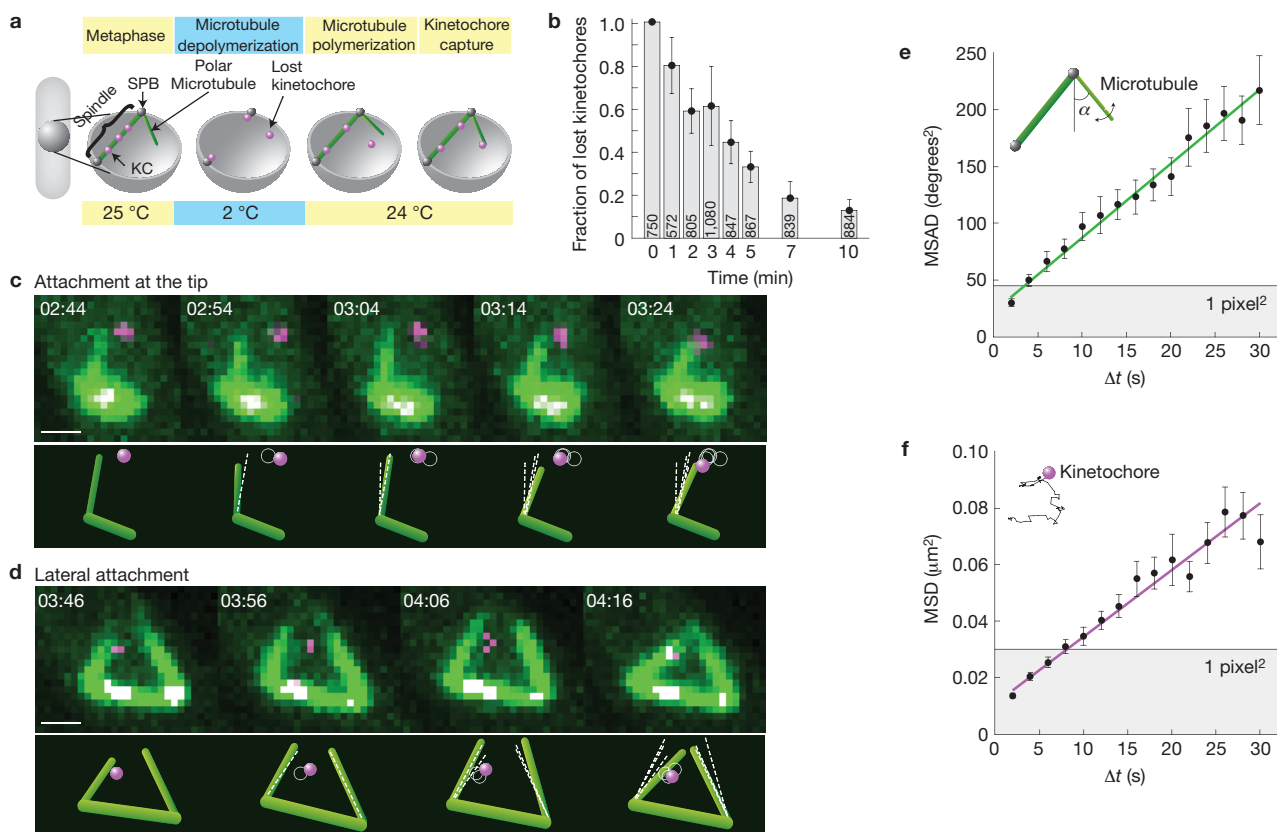 a
Metaphase
Microtubule
depolymerization
Microtubule
polymerization
Kinetochore
capture
SPB
Polar
Microtubule
Lost
kinetochore
Spindle
KC
25 °C
2 °C
24 °C
b
Fraction of lost kinetochores
1.0
0.8
0.6
0.4
0.2
0
750
572
805
1,080
847
867
839
884
0 1 2 3 4 5 7 10
Time (min)
c Attachment at the tip
02:44 02:54 03:04 03:14 03:24
d Lateral attachment
03:46 03:56 04:06 04:16
e
MSAD (degrees²)
250
200
150
100
50
0
Microtubule
α
1 pixel²
0 5 10 15 20 25 30
Δt (s)
f
MSD (μm²)
0.10
0.08
0.06
0.04
0.02
0
Kinetochore
1 pixel²
0 5 10 15 20 25 30
Δt (s)